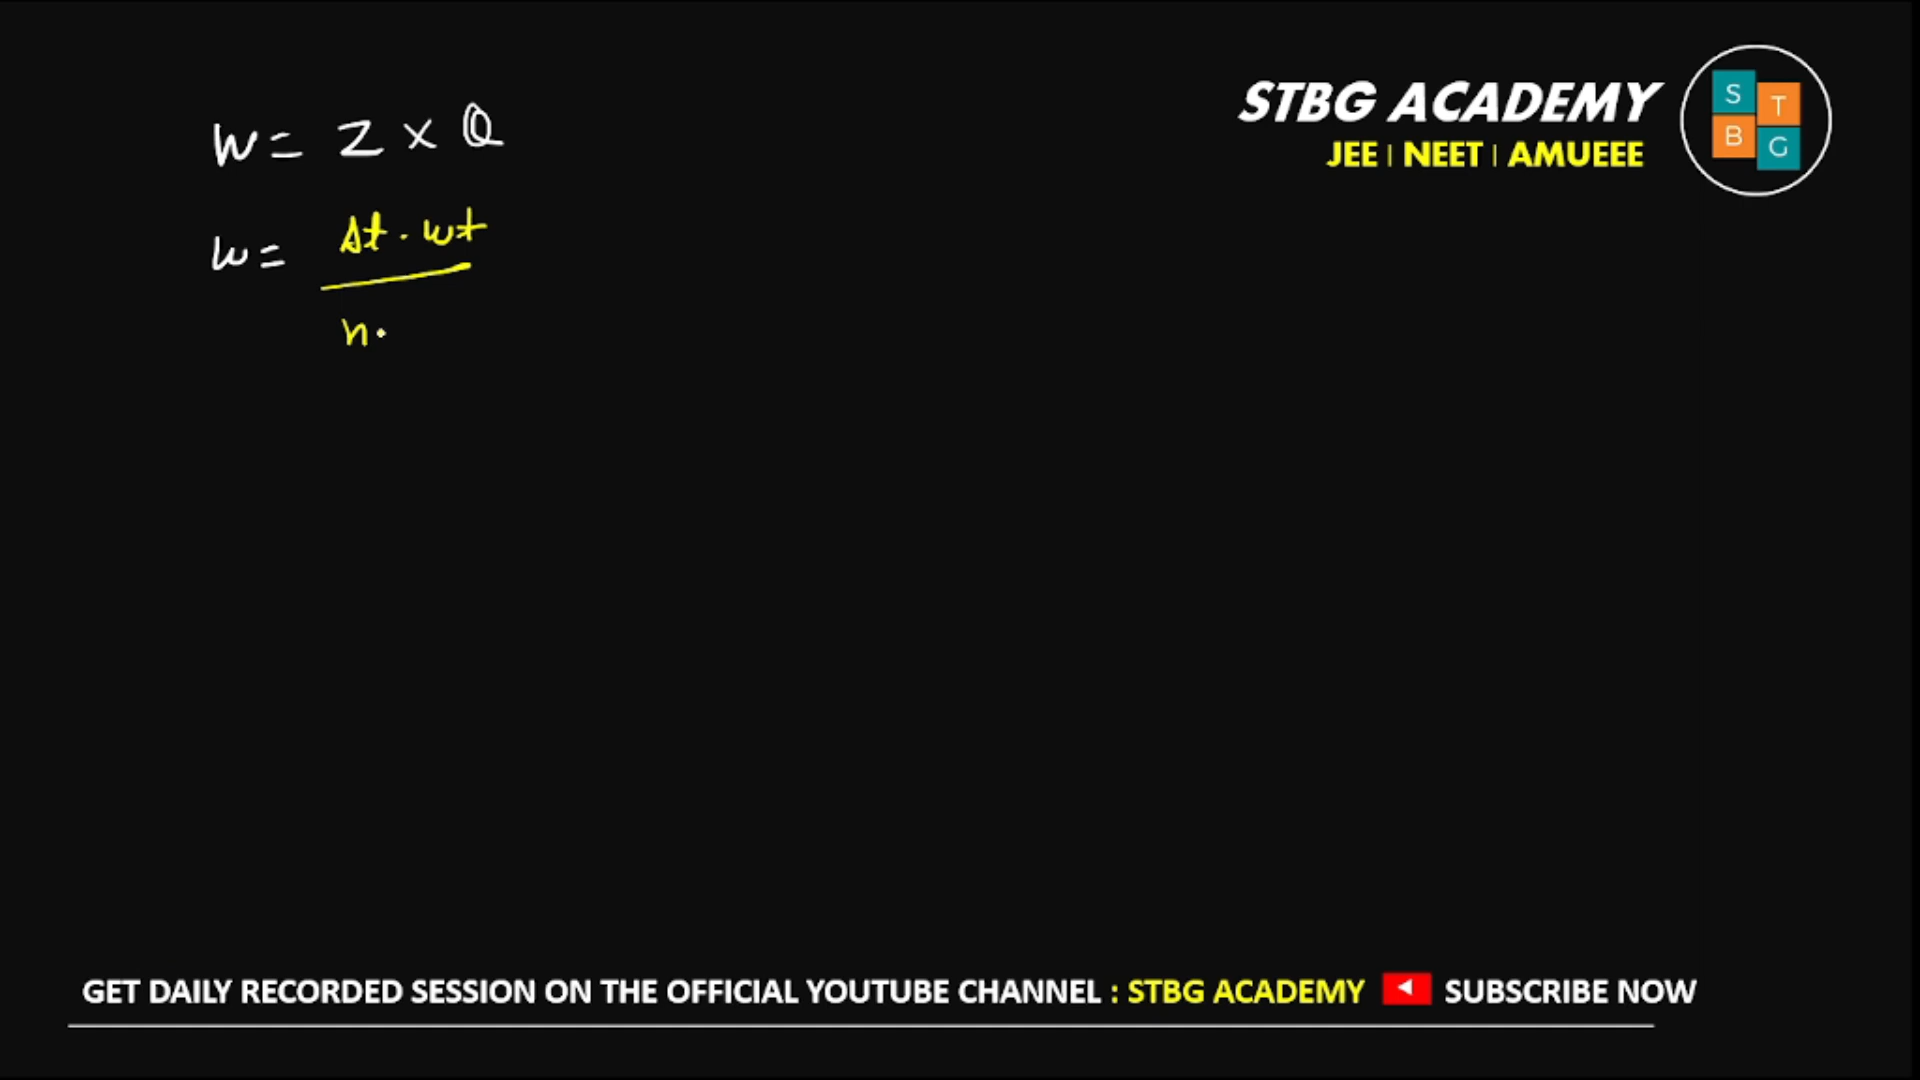 W = Z × Q
STBG ACADEMY
JEE | NEET | AMUEEE
S T
B G
w = At . wt
n.
GET DAILY RECORDED SESSION ON THE OFFICIAL YOUTUBE CHANNEL : STBG ACADEMY SUBSCRIBE NOW